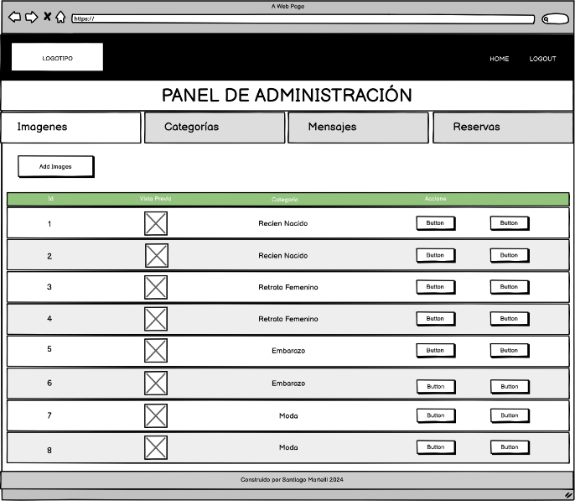 A Web Page
https://
LOGOTIPO
HOME LOGOUT
PANEL DE ADMINISTRACIÓN
Imagenes Categorías Mensajes Reservas
Add Images
Id Vista Previa Categoria Acciones
1 Recien Nacido Button Button
2 Recien Nacido Button Button
3 Retrato Femenino Button Button
4 Retrato Femenino Button Button
5 Embarazo Button Button
6 Embarazo Button Button
7 Moda Button Button
8 Moda Button Button
Construido por Santiago Martelli 2024